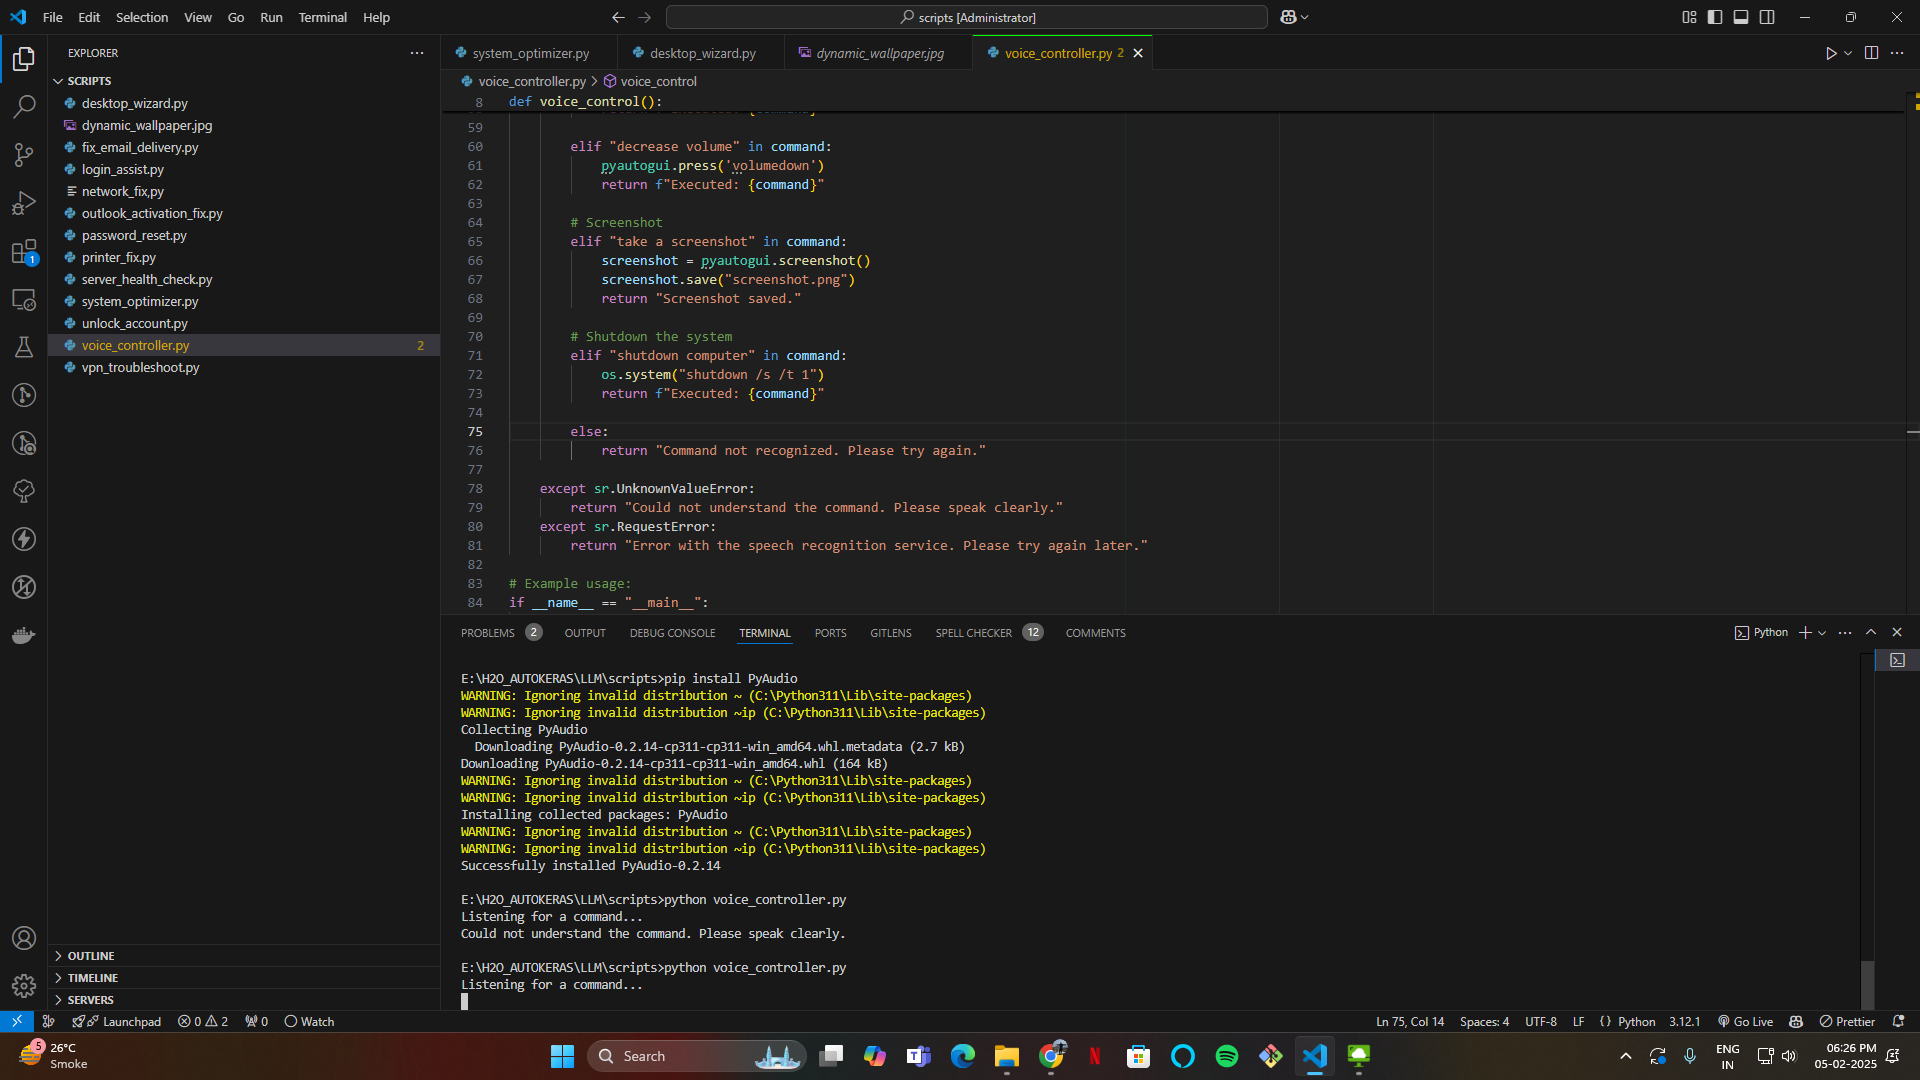 File Edit Selection View Go Run Terminal Help
scripts [Administrator]
EXPLORER
SCRIPTS
desktop_wizard.py
dynamic_wallpaper.jpg
fix_email_delivery.py
login_assist.py
network_fix,py
outlook_activation_fix.py
password_reset.py
printer_fix.py
server_health_check.py
system_optimizer.py
unlock_account.py
voice_controller.py 2
vpn_troubleshoot.py
OUTLINE
TIMELINE
SERVERS
1
system_optimizer.py desktop_wizard.py dynamic_wallpaper.jpg voice_controller.py 2
voice_controller.py > voice_control
8 def voice_control():
59
60 elif "decrease volume" in command:
61 pyautogui.press('volumedown')
62 return f"Executed: {command}"
63
64 # Screenshot
65 elif "take a screenshot" in command:
66 screenshot = pyautogui.screenshot()
67 screenshot.save("screenshot.png")
68 return "Screenshot saved."
69
70 # Shutdown the system
71 elif "shutdown computer" in command:
72 os.system("shutdown /s /t 1")
73 return f"Executed: {command}"
74
75 else:
76 return "Command not recognized. Please try again."
77
78 except sr.UnknownValueError:
79 return "Could not understand the command. Please speak clearly."
80 except sr.RequestError:
81 return "Error with the speech recognition service. Please try again later."
82
83 # Example usage:
84 if __name__ == "__main__":
PROBLEMS 2 OUTPUT DEBUG CONSOLE TERMINAL PORTS GITLENS SPELL CHECKER 12 COMMENTS
Python
E:\H2O_AUTOKERAS\LLM\scripts>pip install PyAudio
WARNING: Ignoring invalid distribution ~ (C:\Python311\Lib\site-packages)
WARNING: Ignoring invalid distribution ~ip (C:\Python311\Lib\site-packages)
Collecting PyAudio
Downloading PyAudio-0.2.14-cp311-cp311-win_amd64.whl.metadata (2.7 kB)
Downloading PyAudio-0.2.14-cp311-cp311-win_amd64.whl (164 kB)
WARNING: Ignoring invalid distribution ~ (C:\Python311\Lib\site-packages)
WARNING: Ignoring invalid distribution ~ip (C:\Python311\Lib\site-packages)
Installing collected packages: PyAudio
WARNING: Ignoring invalid distribution ~ (C:\Python311\Lib\site-packages)
WARNING: Ignoring invalid distribution ~ip (C:\Python311\Lib\site-packages)
Successfully installed PyAudio-0.2.14
E:\H2O_AUTOKERAS\LLM\scripts>python voice_controller.py
Listening for a command...
Could not understand the command. Please speak clearly.
E:\H2O_AUTOKERAS\LLM\scripts>python voice_controller.py
Listening for a command...
Launchpad 0 2 0 Watch
Ln 75, Col 14 Spaces: 4 UTF-8 LF {} Python 3.12.1 Go Live Prettier
5
26°C
Smoke
Search
ENG
IN
06:26 PM
05-02-2025